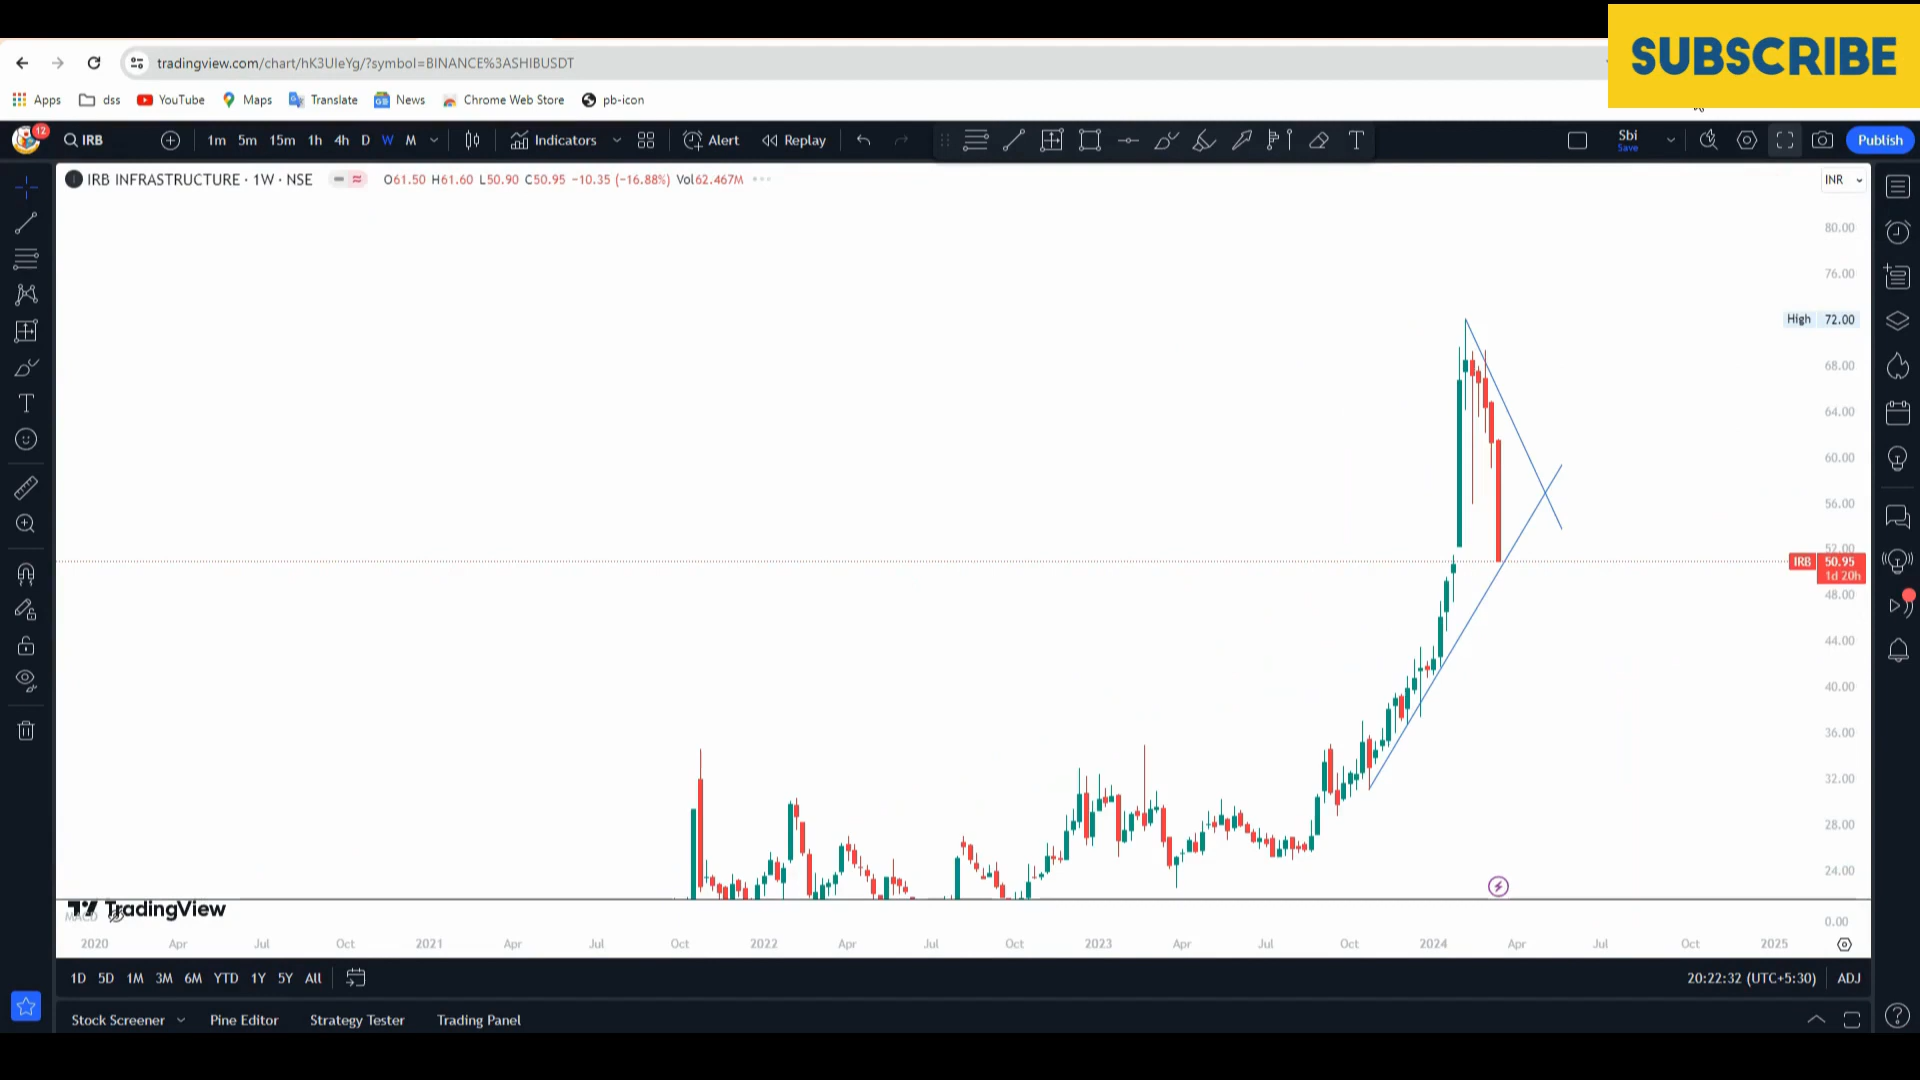 SUBSCRIBE
tradingview.com/chart/hK3UIeYg/?symbol=BINANCE%3ASHIBUSDT
Apps dss YouTube Maps Translate News Chrome Web Store pb-icon
12 IRB 1m 5m 15m 1h 4h D W M Indicators Alert Replay T Sbi Save Publish
IRB INFRASTRUCTURE · 1W · NSE O61.50 H61.60 L50.90 C50.95 −10.35 (−16.88%) Vol62.467M INR
80.00
76.00
High 72.00
68.00
64.00
60.00
56.00
52.00
IRB 50.95
1d 20h
48.00
44.00
40.00
36.00
32.00
28.00
24.00
TradingView
MACD
0.00
2020 Apr Jul Oct 2021 Apr Jul Oct 2022 Apr Jul Oct 2023 Apr Jul Oct 2024 Apr Jul Oct 2025
1D 5D 1M 3M 6M YTD 1Y 5Y All 20:22:32 (UTC+5:30) ADJ
Stock Screener Pine Editor Strategy Tester Trading Panel